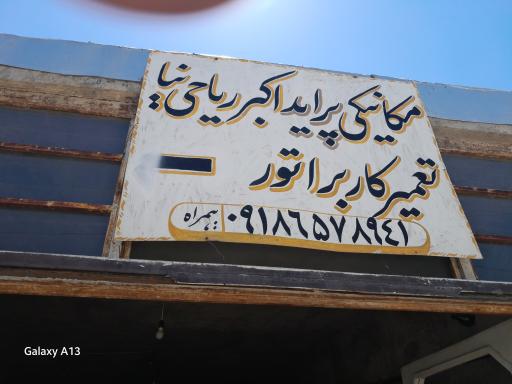 مکانیکی پراید اکبر ریاحی نیا
تعمیر کاربراتور
همراه ۰۹۱۸۶۵۷۸۹۴۱
Galaxy A13